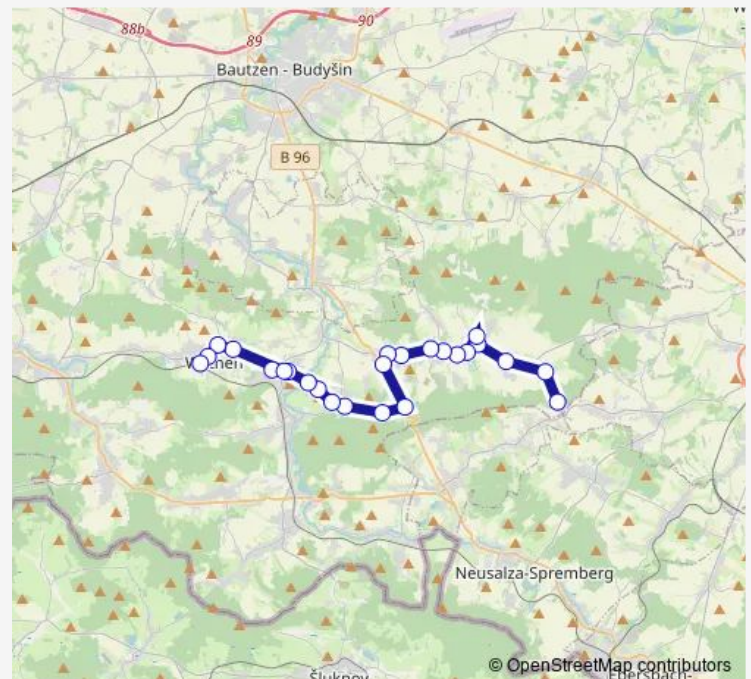 88b
89
90
Bautzen - Budyšin
B 96
Neusalza-Spremberg
© OpenStreetMap contributors